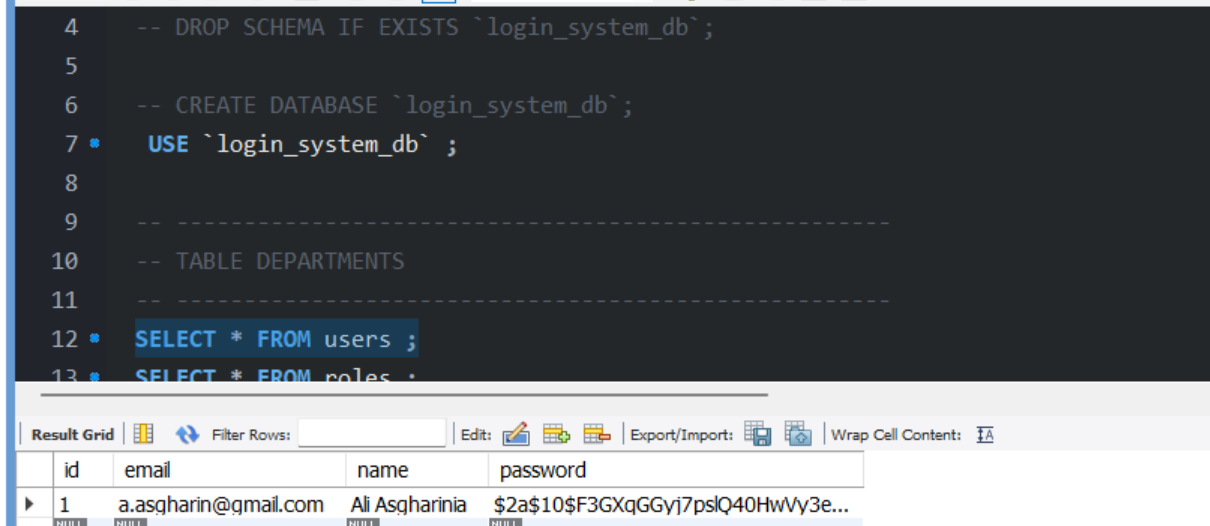 4 -- DROP SCHEMA IF EXISTS `login_system_db`;
5
6 -- CREATE DATABASE `login_system_db`;
7 USE `login_system_db` ;
8
9 -- ----------------------------------------------------
10 -- TABLE DEPARTMENTS
11 -- ----------------------------------------------------
12 SELECT * FROM users ;
13 SELECT * FROM roles ;
Result Grid Filter Rows: Edit: Export/Import: Wrap Cell Content:
id email name password
1 a.asgharin@gmail.com Ali Asgharinia $2a$10$F3GXqGGyj7pslQ40HwVy3e...
NULL NULL NULL NULL